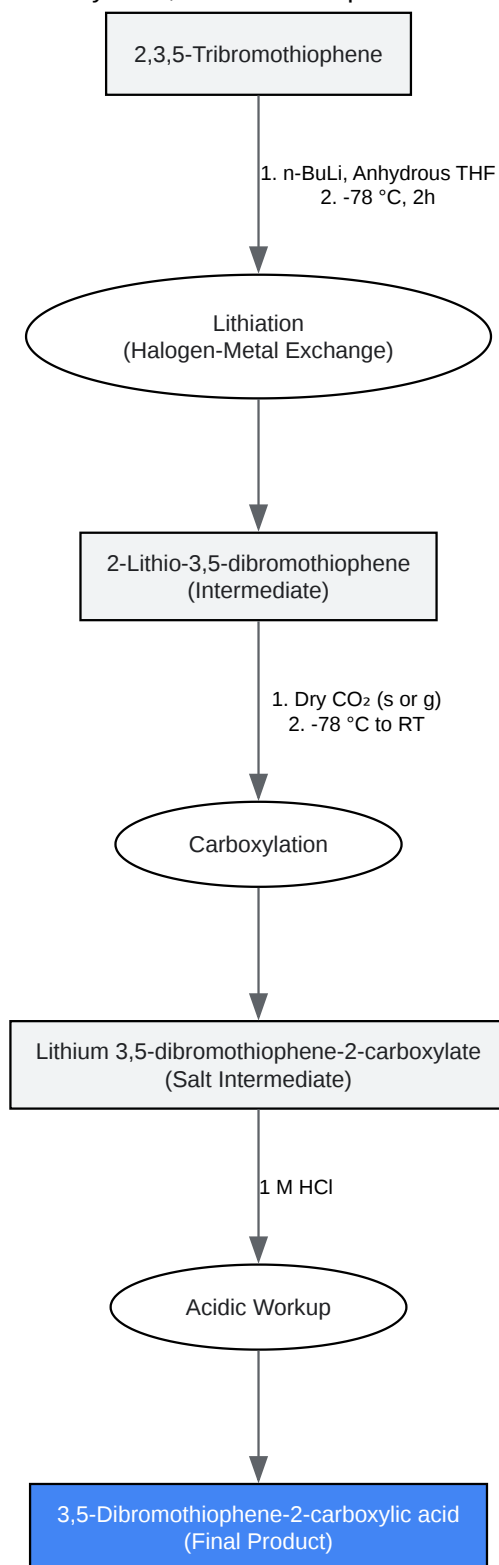 2,3,5-Tribromothiophene
1. n-BuLi, Anhydrous THF
2. -78 °C, 2h
Lithiation
(Halogen-Metal Exchange)
2-Lithio-3,5-dibromothiophene
(Intermediate)
1. Dry CO₂ (s or g)
2. -78 °C to RT
Carboxylation
Lithium 3,5-dibromothiophene-2-carboxylate
(Salt Intermediate)
1 M HCl
Acidic Workup
3,5-Dibromothiophene-2-carboxylic acid
(Final Product)